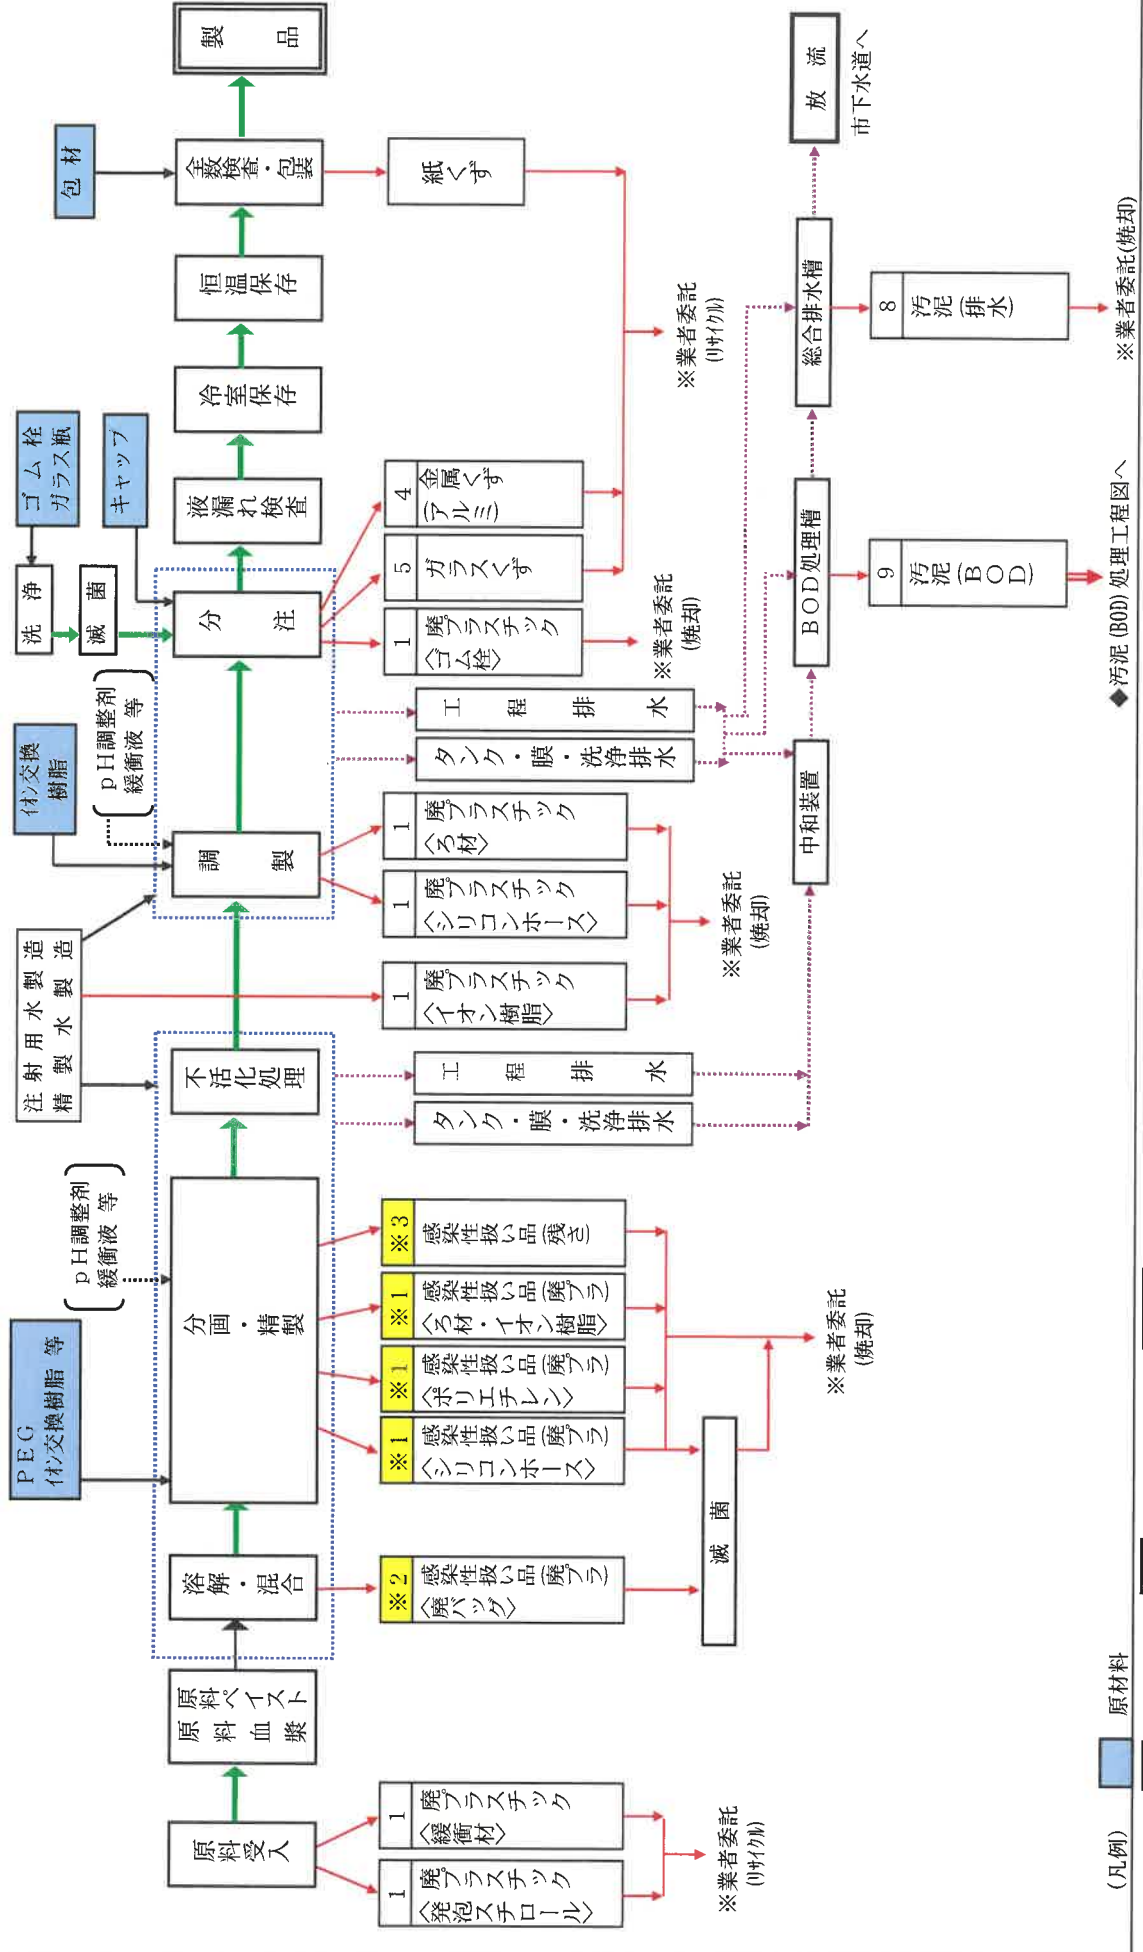 原料受入
原料ペイスト
原料血漿
溶解・混合
分画・精製
不活化処理
調製
分注
液漏れ検査
冷室保存
恒温保存
全数検査・包装
製品
PEG
イオン交換樹脂 等
pH調整剤
緩衝液 等
注射用水製造
精製水製造
イオン交換
樹脂
pH調整剤
緩衝液 等
洗浄
滅菌
ゴム栓
ガラス瓶
キャップ
包材
1
廃プラスチック
〈発泡スチロール〉
1
廃プラスチック
〈緩衝材〉
※業者委託
(リサイクル)
※2
感染性扱い品(廃プラ)
〈廃バッグ〉
※1
感染性扱い品(廃プラ)
〈シリコンホース〉
※1
感染性扱い品(廃プラ)
〈ポリエチレン〉
※1
感染性扱い品(廃プラ)
〈ろ材・イオン樹脂〉
※3
感染性扱い品(残さ)
滅菌
※業者委託
(焼却)
タンク・膜・洗浄排水
工程排水
1
廃プラスチック
〈イオン樹脂〉
1
廃プラスチック
〈シリコンホース〉
1
廃プラスチック
〈ろ材〉
※業者委託
(焼却)
タンク・膜・洗浄排水
工程排水
1
廃プラスチック
〈ゴム栓〉
※業者委託
(焼却)
5
ガラスくず
4
金属くず
(アルミ)
紙くず
※業者委託
(リサイクル)
中和装置
BOD処理槽
総合排水槽
放流
市下水道へ
9
汚泥
(BOD)
◆汚泥(BOD)処理工程図へ
8
汚泥
(排水)
※業者委託(焼却)
(凡例)
原材料